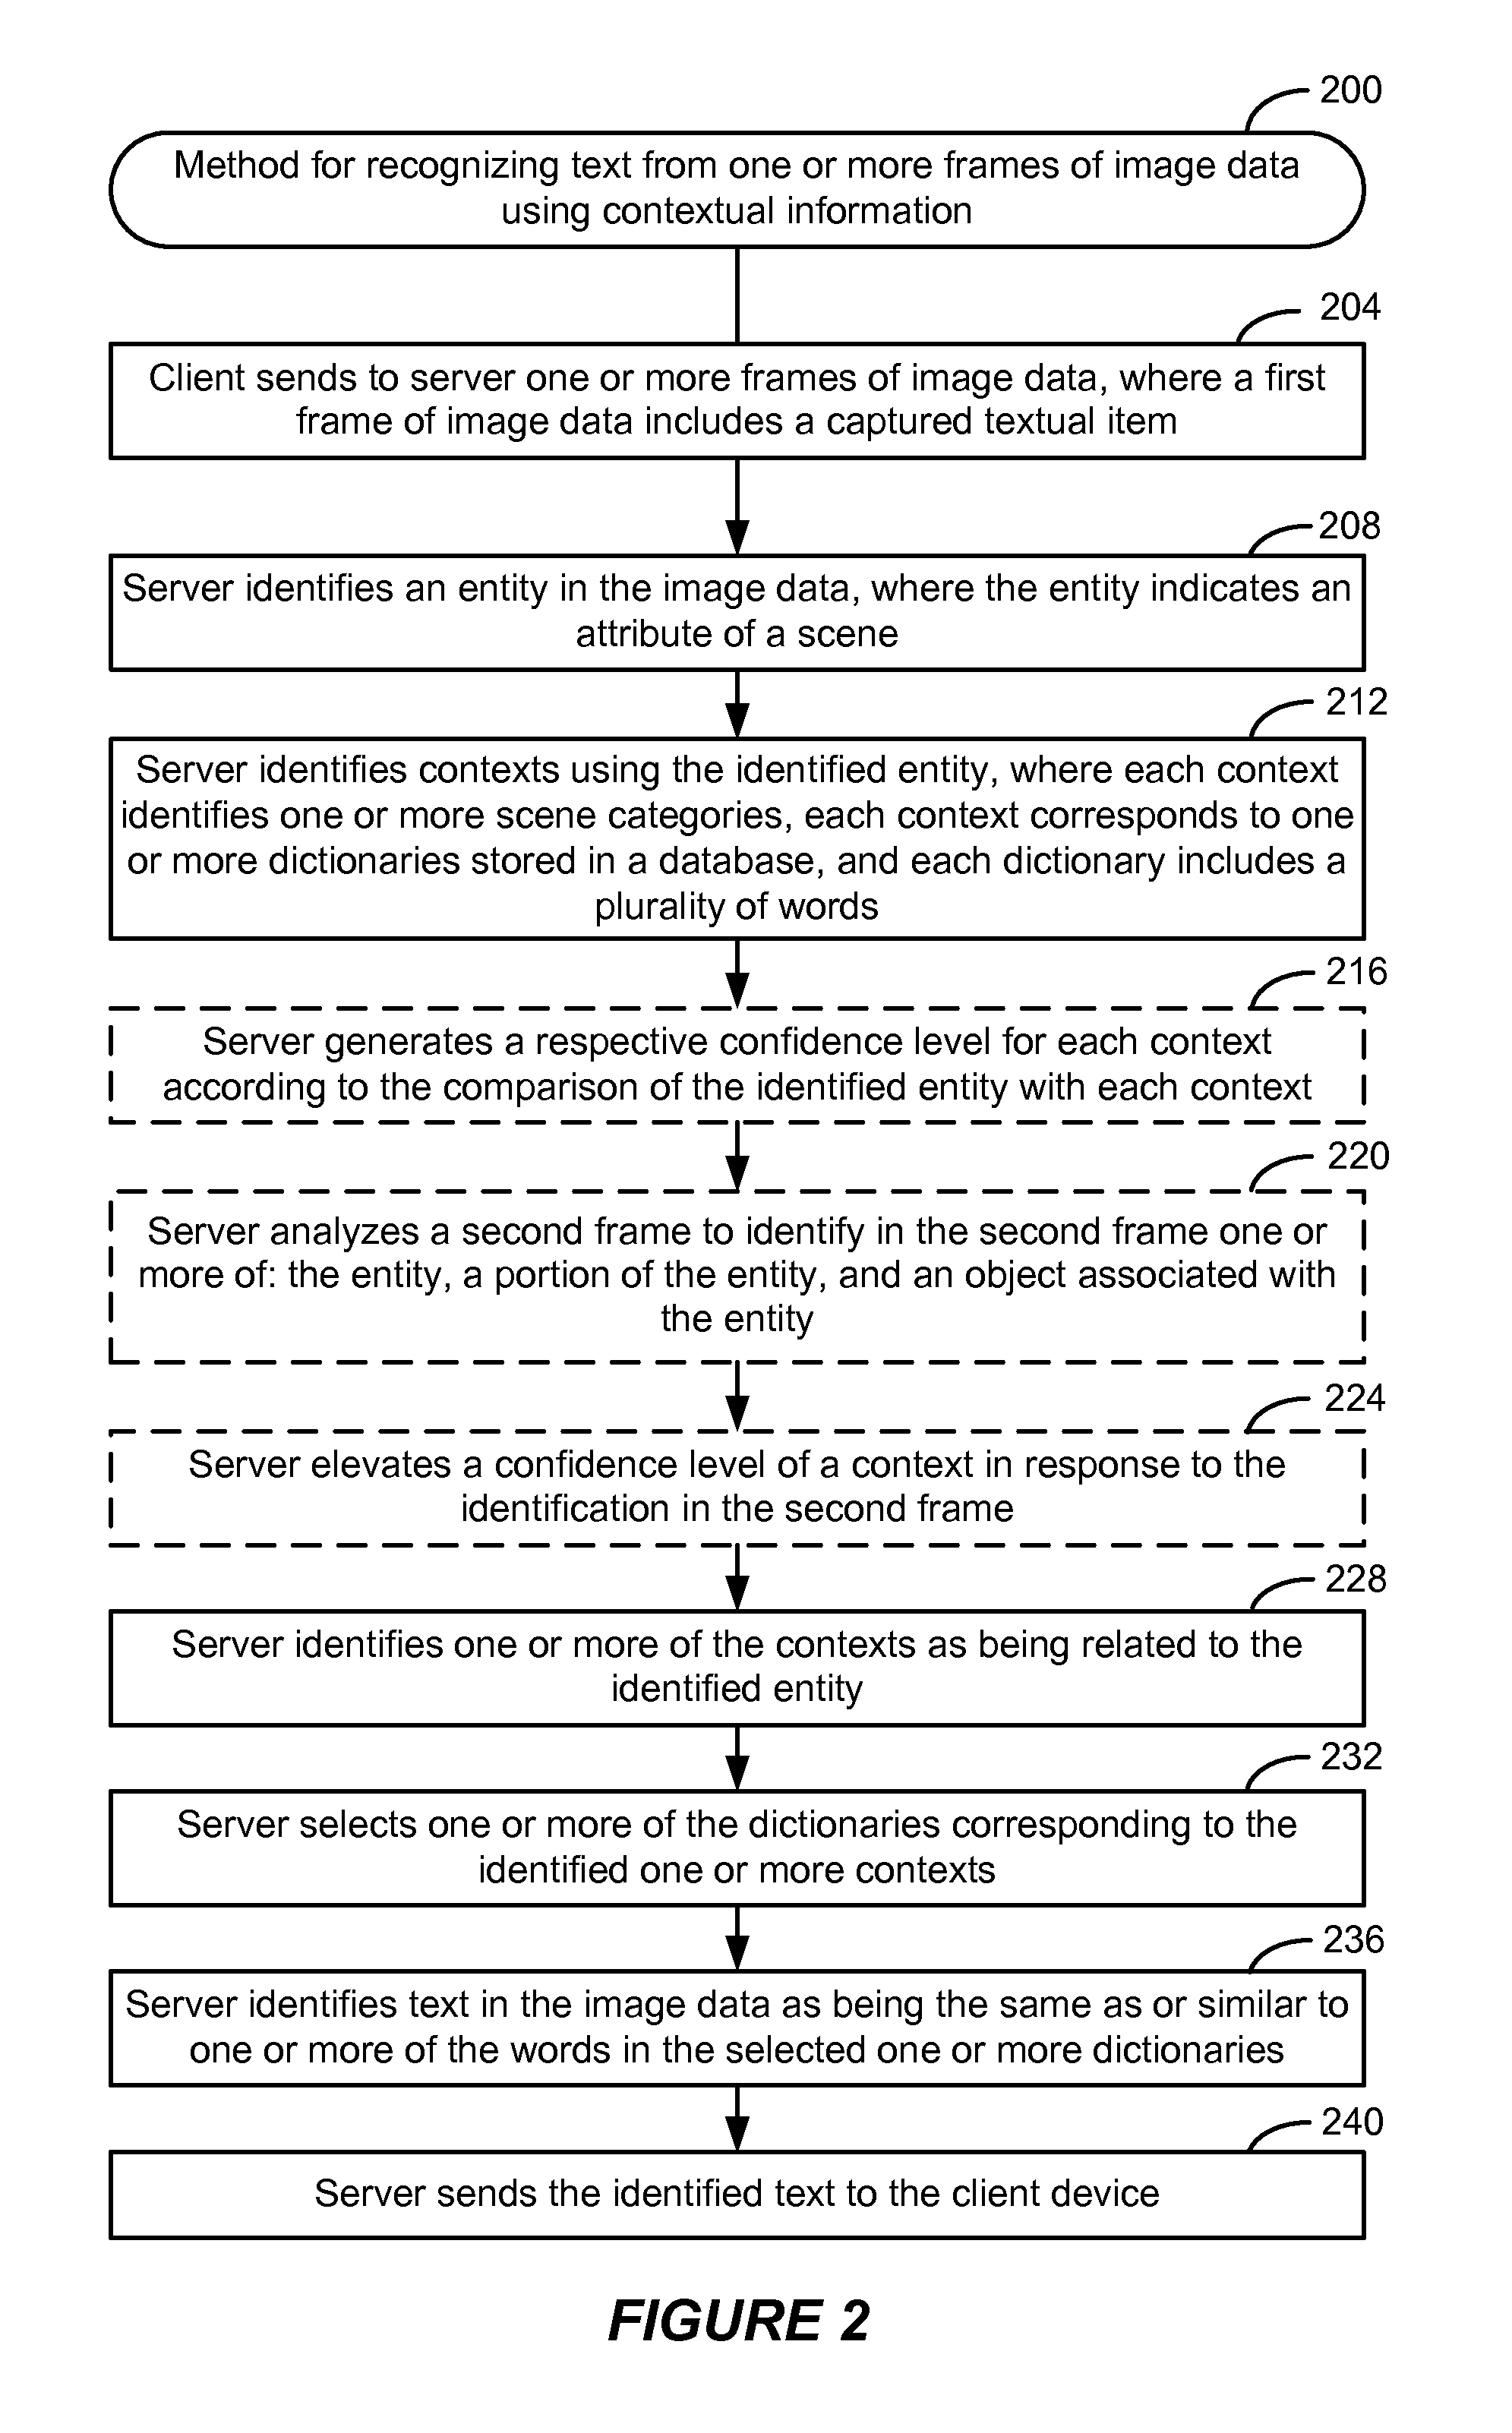 200
Method for recognizing text from one or more frames of image data
using contextual information
204
Client sends to server one or more frames of image data, where a first
frame of image data includes a captured textual item
208
Server identifies an entity in the image data, where the entity indicates an
attribute of a scene
212
Server identifies contexts using the identified entity, where each context
identifies one or more scene categories, each context corresponds to one
or more dictionaries stored in a database, and each dictionary includes a
plurality of words
216
Server generates a respective confidence level for each context
according to the comparison of the identified entity with each context
220
Server analyzes a second frame to identify in the second frame one or
more of: the entity, a portion of the entity, and an object associated with
the entity
224
Server elevates a confidence level of a context in response to the
identification in the second frame
228
Server identifies one or more of the contexts as being related to the
identified entity
232
Server selects one or more of the dictionaries corresponding to the
identified one or more contexts
236
Server identifies text in the image data as being the same as or similar to
one or more of the words in the selected one or more dictionaries
240
Server sends the identified text to the client device
FIGURE 2